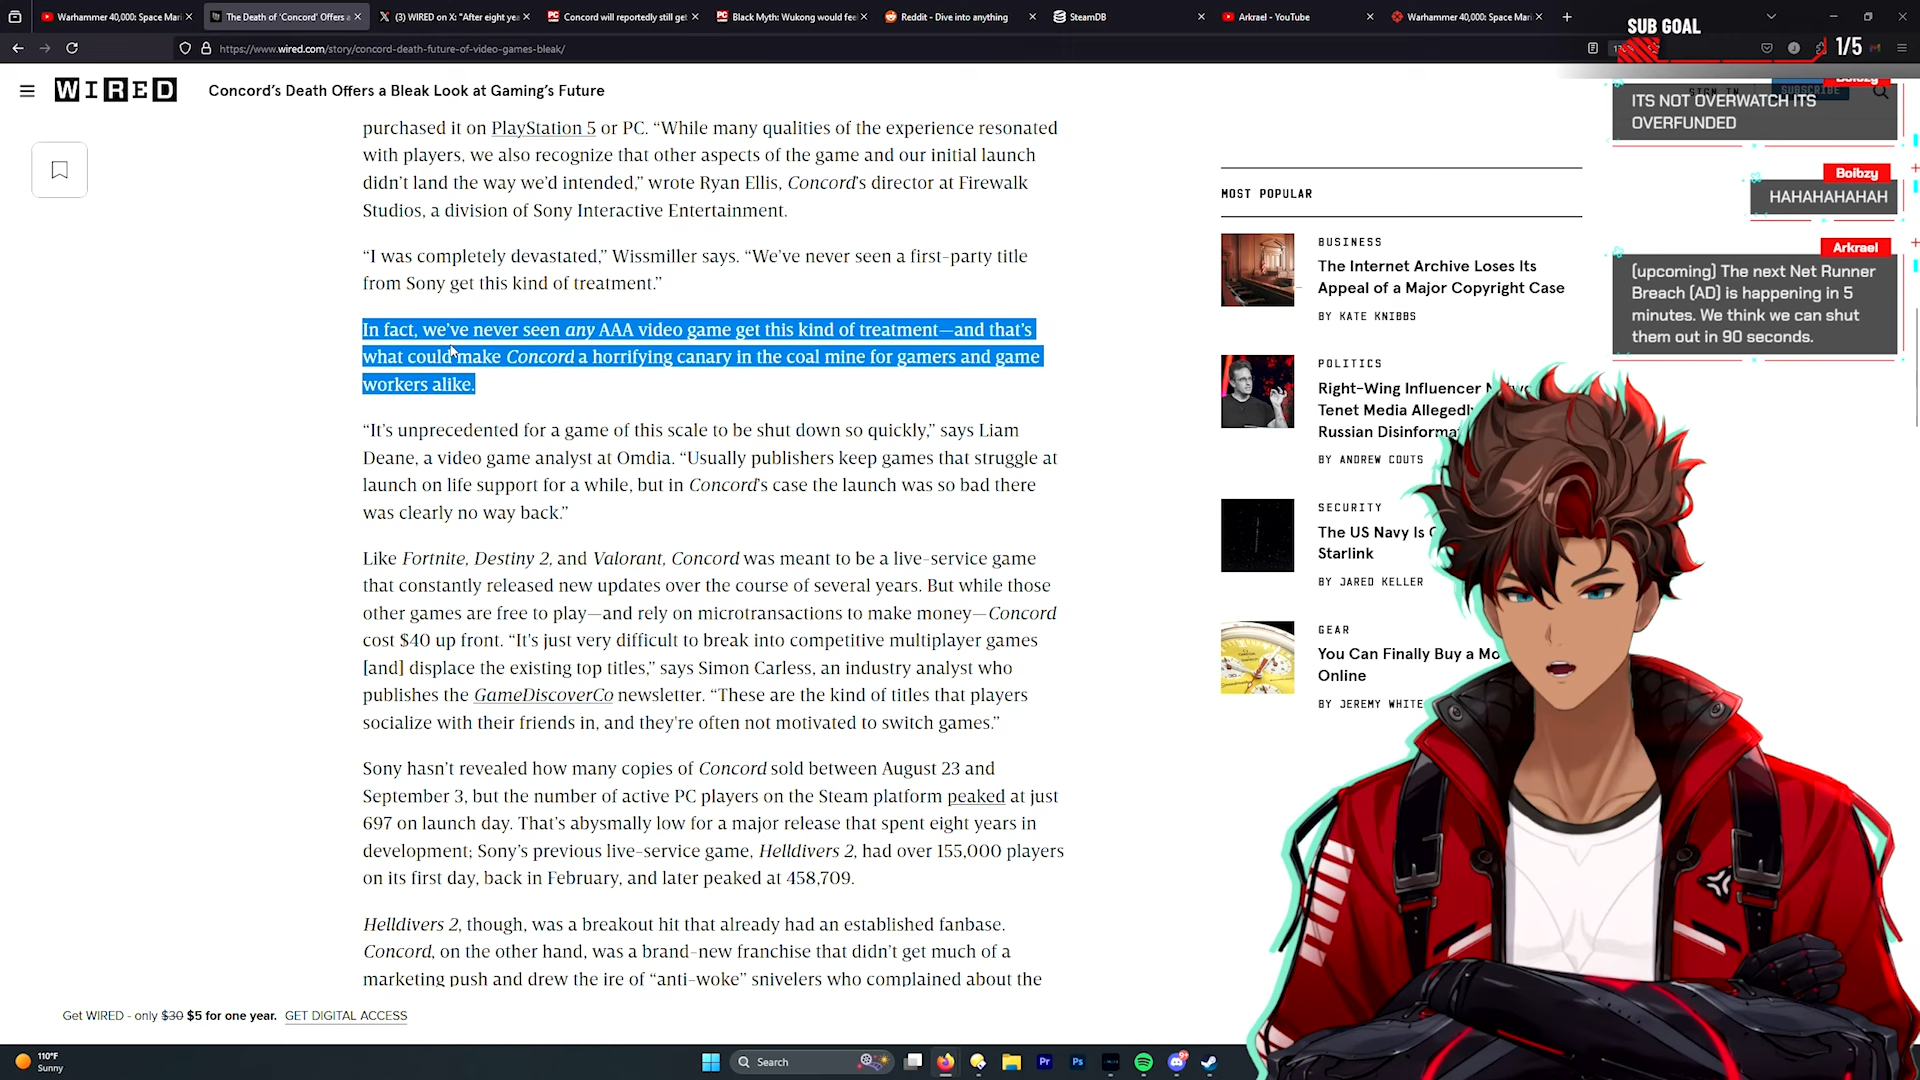 Warhammer 40,000: Space Mari
The Death of 'Concord' Offers a
(3) WIRED on X: "After eight ye
Concord will reportedly still get
Black Myth: Wukong would fee
Reddit - Dive into anything
SteamDB
Arkrael - YouTube
Warhammer 40,000: Space Mari
https://www.wired.com/story/concord-death-future-of-video-games-bleak/
SUB GOAL
1/5
WIRED
Concord's Death Offers a Bleak Look at Gaming's Future
SIGN IN
SUBSCRIBE
purchased it on PlayStation 5 or PC. “While many qualities of the experience resonated
with players, we also recognize that other aspects of the game and our initial launch
didn’t land the way we’d intended,” wrote Ryan Ellis, Concord’s director at Firewalk
Studios, a division of Sony Interactive Entertainment.
“I was completely devastated,” Wissmiller says. “We’ve never seen a first-party title
from Sony get this kind of treatment.”
In fact, we’ve never seen any AAA video game get this kind of treatment—and that’s
what could make Concord a horrifying canary in the coal mine for gamers and game
workers alike.
“It’s unprecedented for a game of this scale to be shut down so quickly,” says Liam
Deane, a video game analyst at Omdia. “Usually publishers keep games that struggle at
launch on life support for a while, but in Concord’s case the launch was so bad there
was clearly no way back.”
Like Fortnite, Destiny 2, and Valorant, Concord was meant to be a live-service game
that constantly released new updates over the course of several years. But while those
other games are free to play—and rely on microtransactions to make money—Concord
cost $40 up front. “It's just very difficult to break into competitive multiplayer games
[and] displace the existing top titles,” says Simon Carless, an industry analyst who
publishes the GameDiscoverCo newsletter. “These are the kind of titles that players
socialize with their friends in, and they're often not motivated to switch games.”
Sony hasn’t revealed how many copies of Concord sold between August 23 and
September 3, but the number of active PC players on the Steam platform peaked at just
697 on launch day. That’s abysmally low for a major release that spent eight years in
development; Sony’s previous live-service game, Helldivers 2, had over 155,000 players
on its first day, back in February, and later peaked at 458,709.
Helldivers 2, though, was a breakout hit that already had an established fanbase.
Concord, on the other hand, was a brand-new franchise that didn’t get much of a
marketing push and drew the ire of “anti-woke” snivelers who complained about the
MOST POPULAR
BUSINESS
The Internet Archive Loses Its
Appeal of a Major Copyright Case
BY KATE KNIBBS
POLITICS
Right-Wing Influencer
Tenet Media Allegedl
Russian Disinforma
BY ANDREW COUTS
SECURITY
The US Navy Is
Starlink
BY JARED KELLER
GEAR
You Can Finally Buy a Mo
Online
BY JEREMY WHITE
ITS NOT OVERWATCH ITS
OVERFUNDED
Boibzy
HAHAHAHAHAH
Arkrael
(upcoming) The next Net Runner
Breach (AD) is happening in 5
minutes. We think we can shut
them out in 90 seconds.
Get WIRED - only $30 $5 for one year. GET DIGITAL ACCESS
110°F
Sunny
Search
Pr
Ps